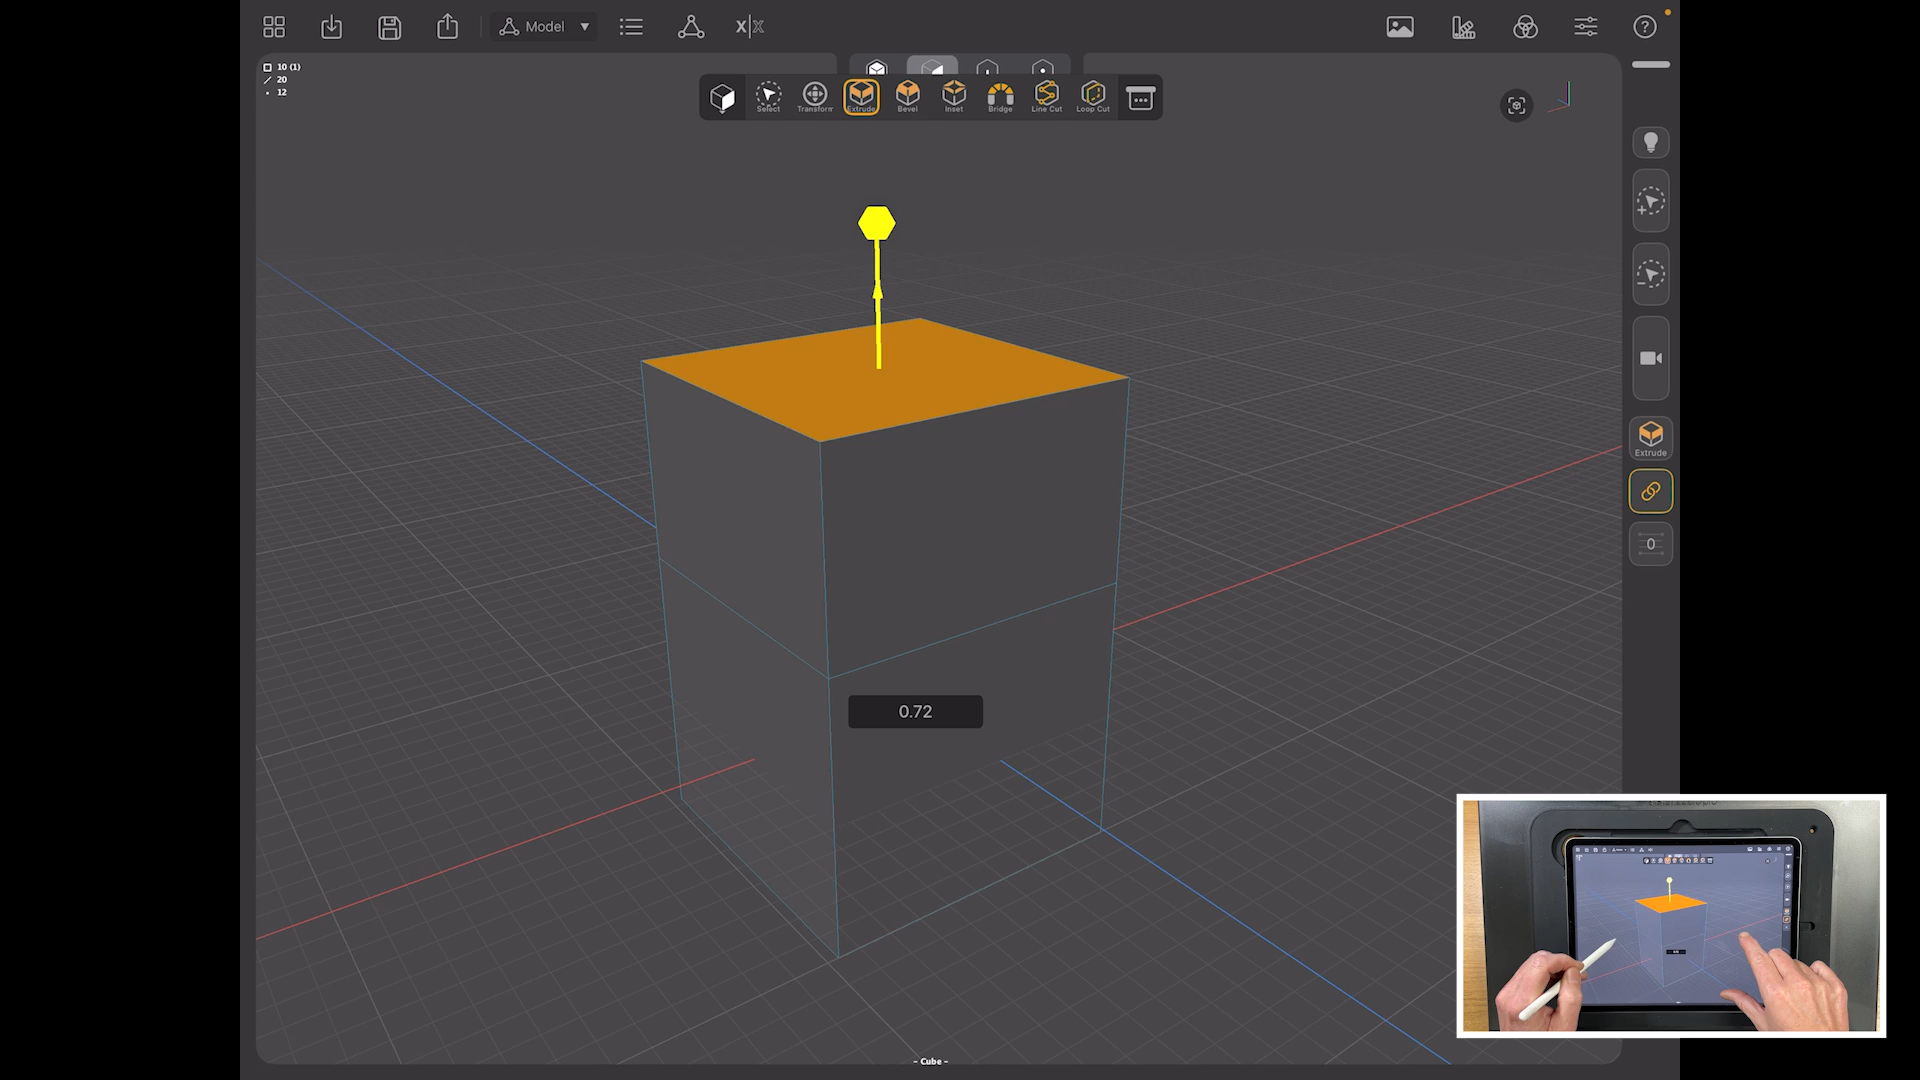 Model
10 (1)
20
12
Select
Transform
Extrude
Bevel
Inset
Bridge
Line Cut
Loop Cut
Extrude
0
0.72
- Cube -